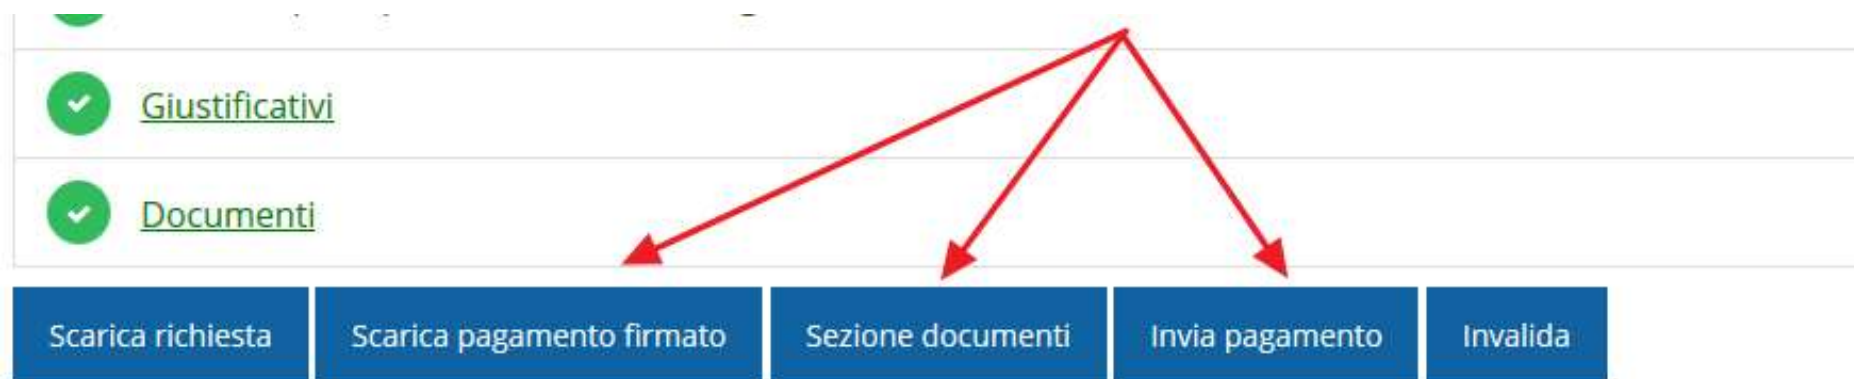 Giustificativi
Documenti
Scarica richiesta Scarica pagamento firmato Sezione documenti Invia pagamento Invalida